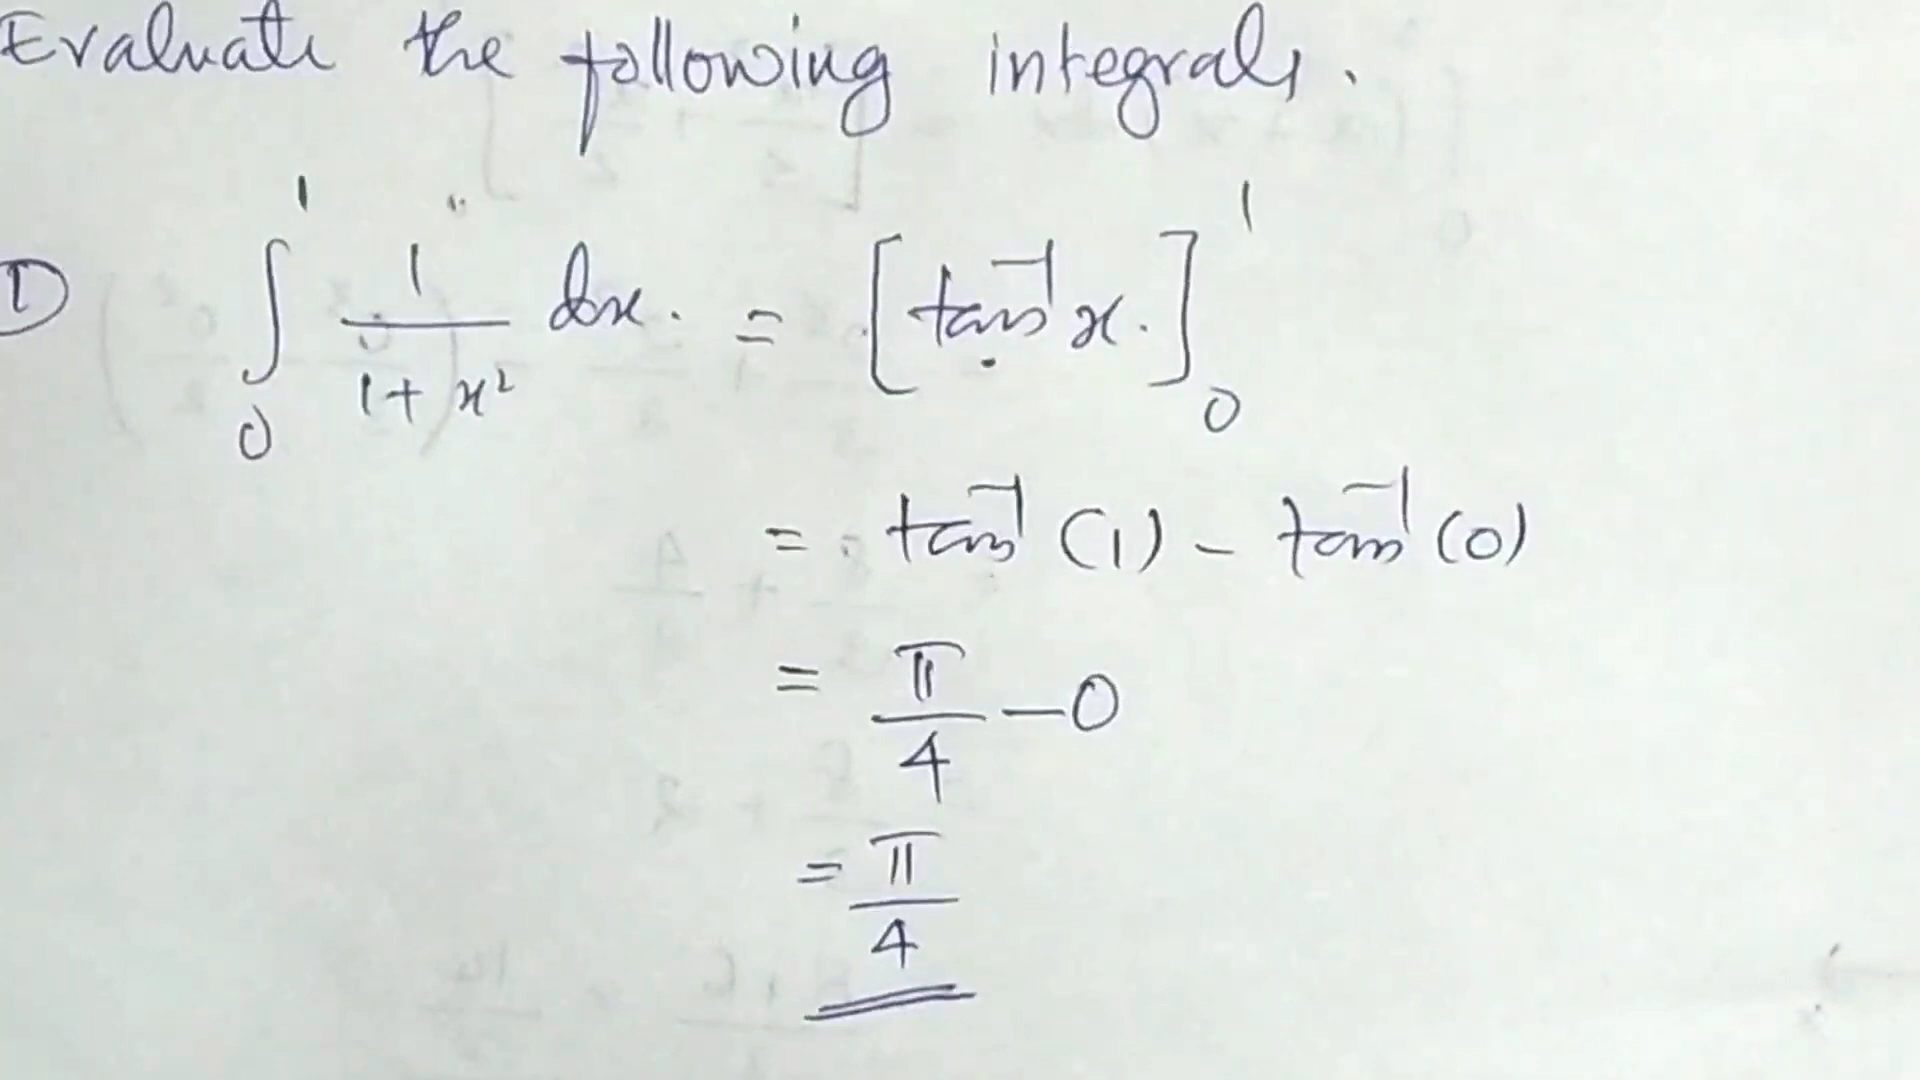 Evaluate the following integrals.
① ∫₀¹ 1/(1+x²) dx. = [tan⁻¹x.]₀¹
= tan⁻¹(1) - tan⁻¹(0)
= π/4 - 0
= π/4